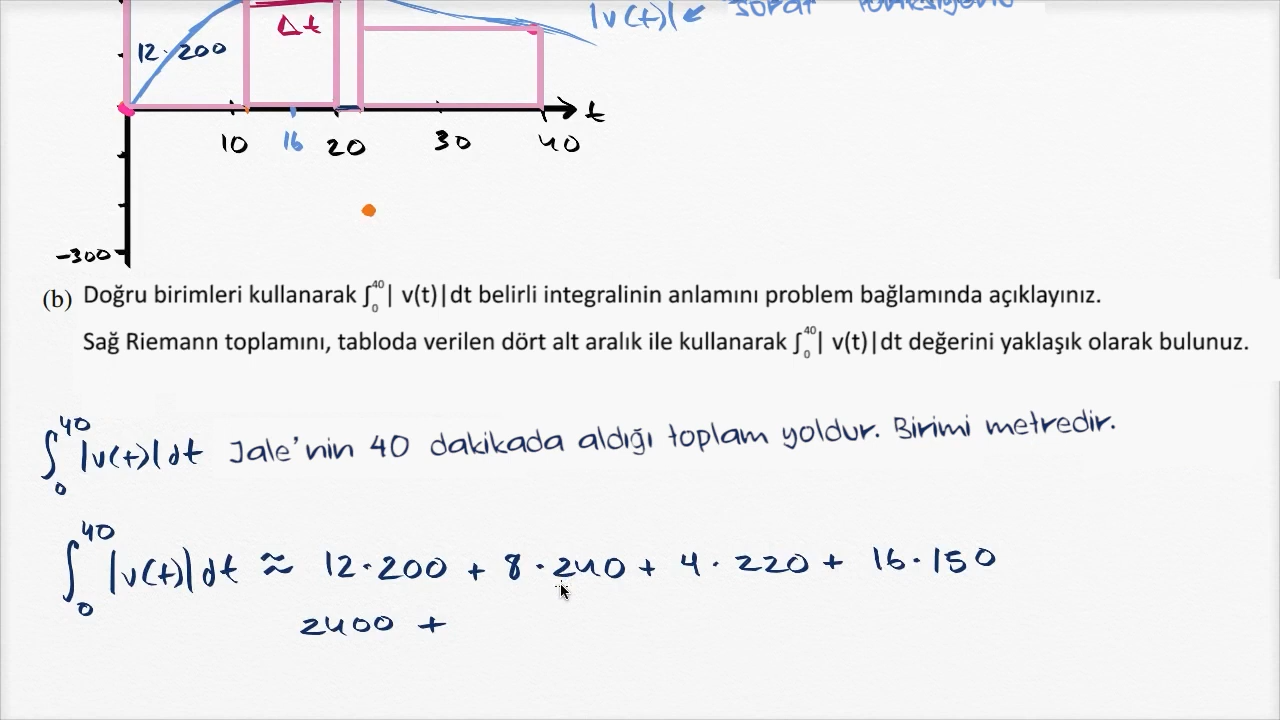 |v(t)| ← sürat
12·200
Δt
10 16 20 30 40 t
-300
(b) Doğru birimleri kullanarak ∫₀⁴⁰| v(t)|dt belirli integralinin anlamını problem bağlamında açıklayınız.
Sağ Riemann toplamını, tabloda verilen dört alt aralık ile kullanarak ∫₀⁴⁰| v(t)|dt değerini yaklaşık olarak bulunuz.
∫₀⁴⁰ |v(t)|dt Jale'nin 40 dakikada aldığı toplam yoldur. Birimi metredir.
∫₀⁴⁰ |v(t)|dt ≈ 12·200 + 8·240 + 4·220 + 16·150
2400 +